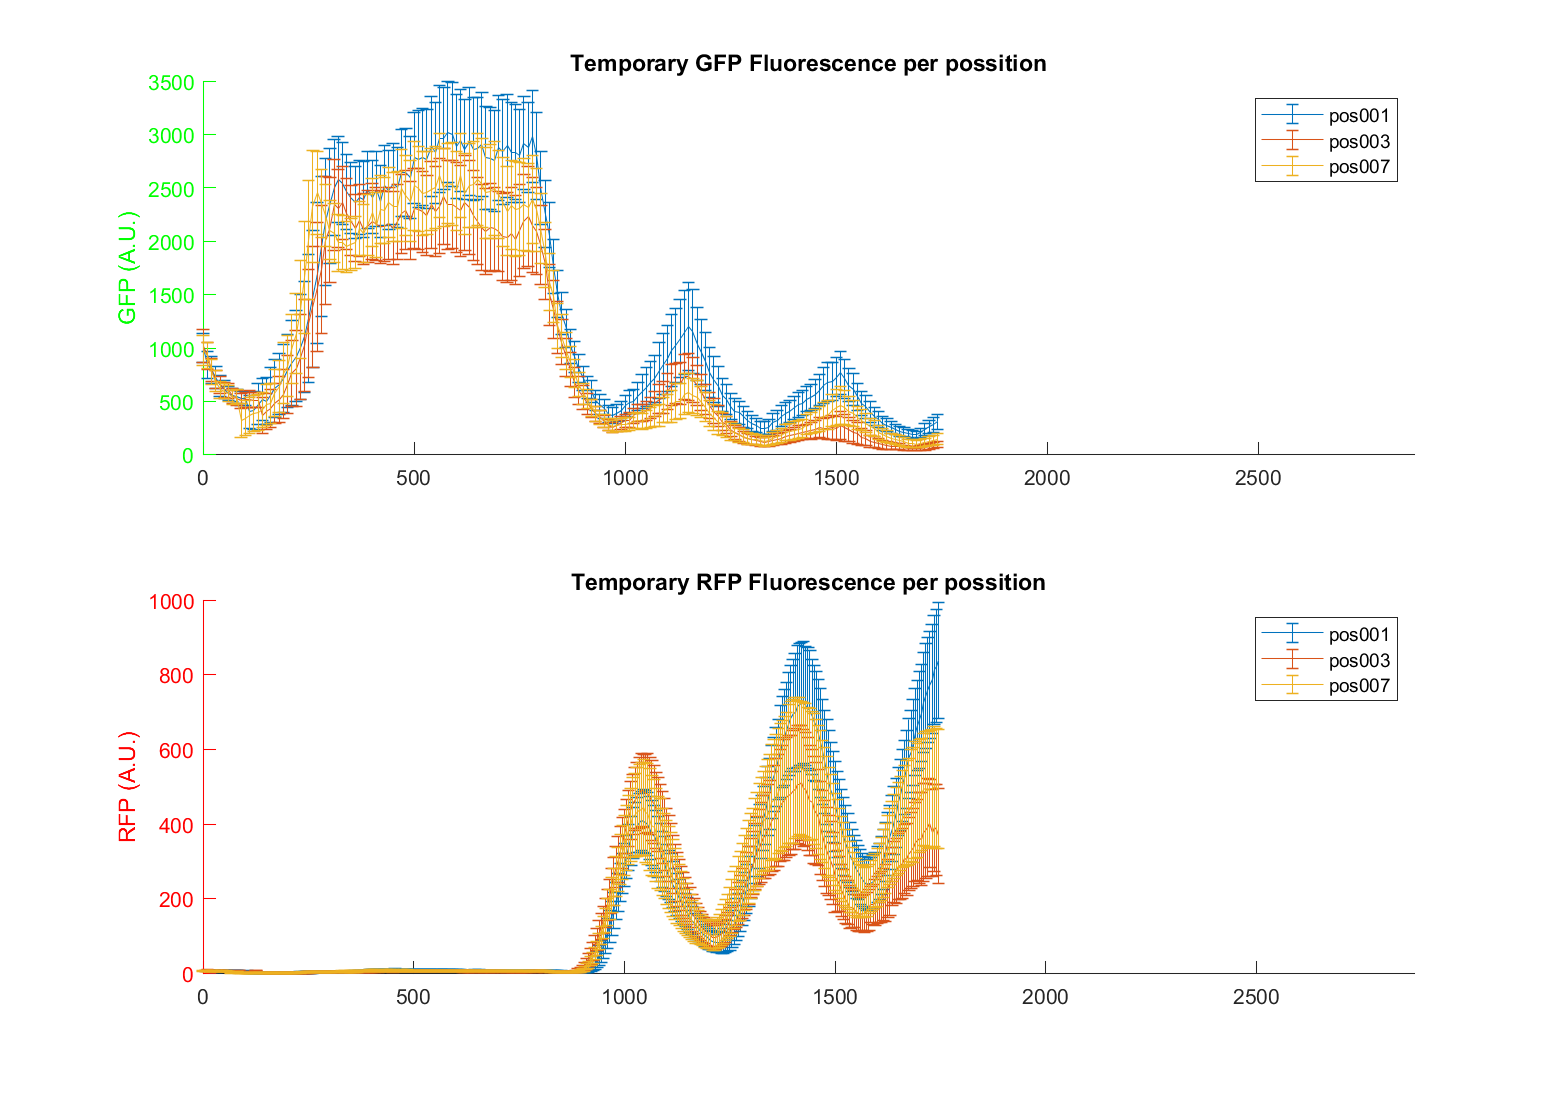 Temporary GFP Fluorescence per possition
3500
3000
2500
2000
1500
1000
500
0
GFP (A.U.)
0 500 1000 1500 2000 2500
pos001
pos003
pos007
Temporary RFP Fluorescence per possition
1000
800
600
400
200
0
RFP (A.U.)
0 500 1000 1500 2000 2500
pos001
pos003
pos007